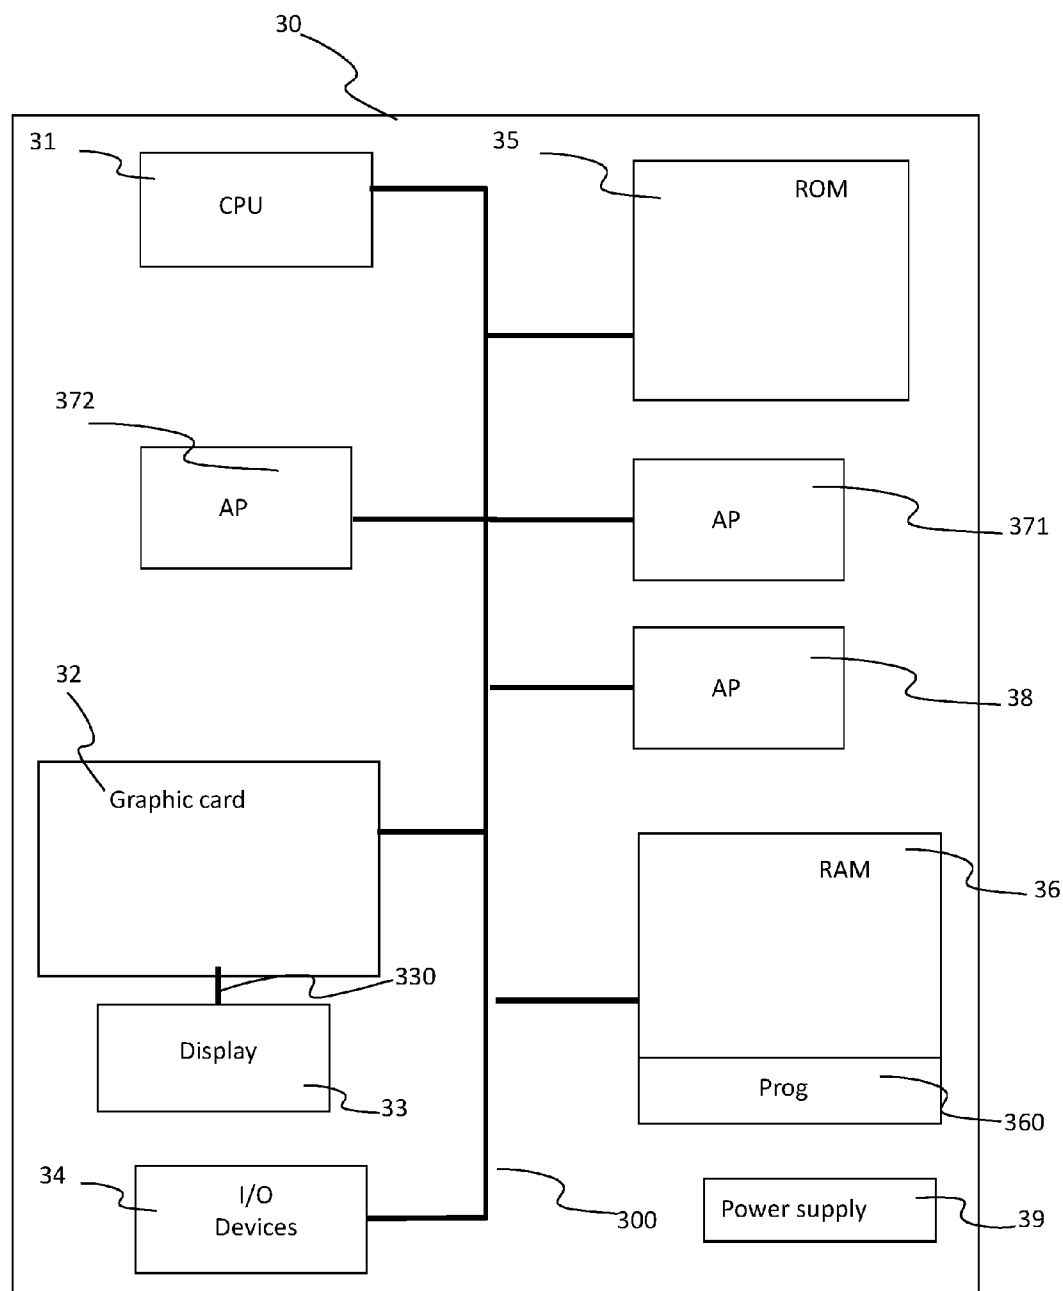 30
31
CPU
35
ROM
372
AP
AP
371
32
AP
38
Graphic card
RAM
36
330
Display
33
Prog
360
34
I/O
Devices
300
Power supply
39